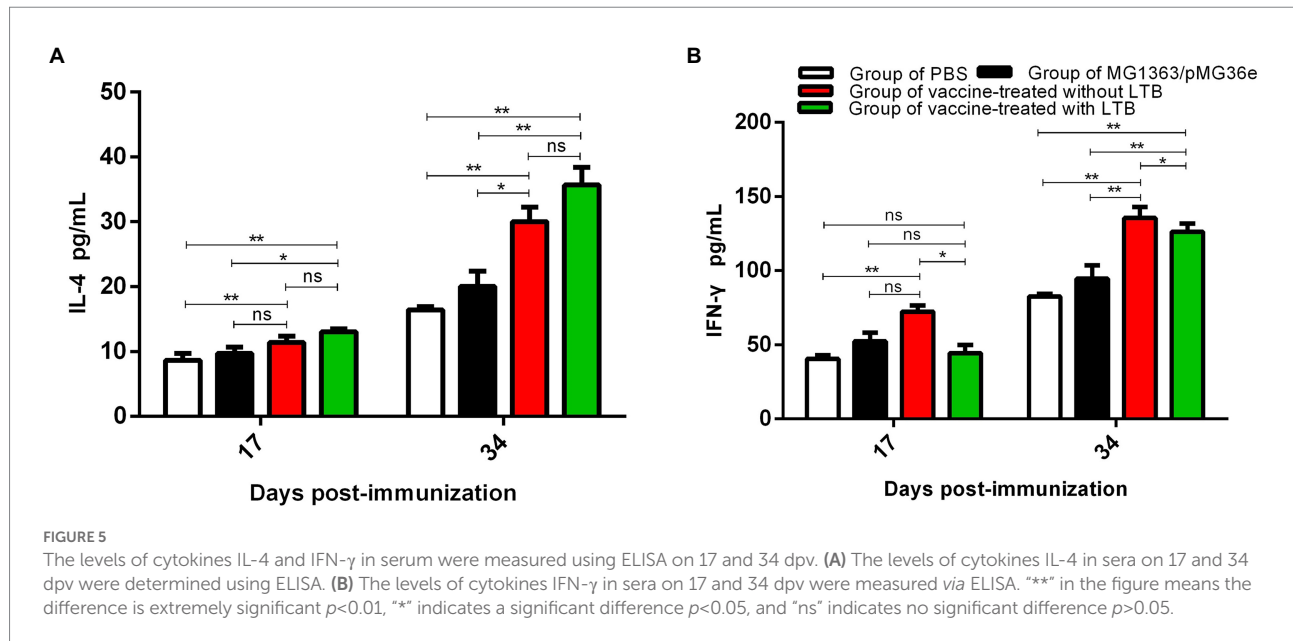 A
50
40
30
20
10
0
IL-4 pg/mL
**
**
** ns
*
**
*
ns
**
ns
17 34
Days post-immunization
B
Group of PBS Group of MG1363/pMG36e
Group of vaccine-treated without LTB
Group of vaccine-treated with LTB
200
150
100
50
0
IFN-γ pg/mL
**
**
** *
**
ns
ns
** *
ns
17 34
Days post-immunization
FIGURE 5
The levels of cytokines IL-4 and IFN-γ in serum were measured using ELISA on 17 and 34 dpv. (A) The levels of cytokines IL-4 in sera on 17 and 34
dpv were determined using ELISA. (B) The levels of cytokines IFN-γ in sera on 17 and 34 dpv were measured via ELISA. “**” in the figure means the
difference is extremely significant p<0.01, “*” indicates a significant difference p<0.05, and “ns” indicates no significant difference p>0.05.